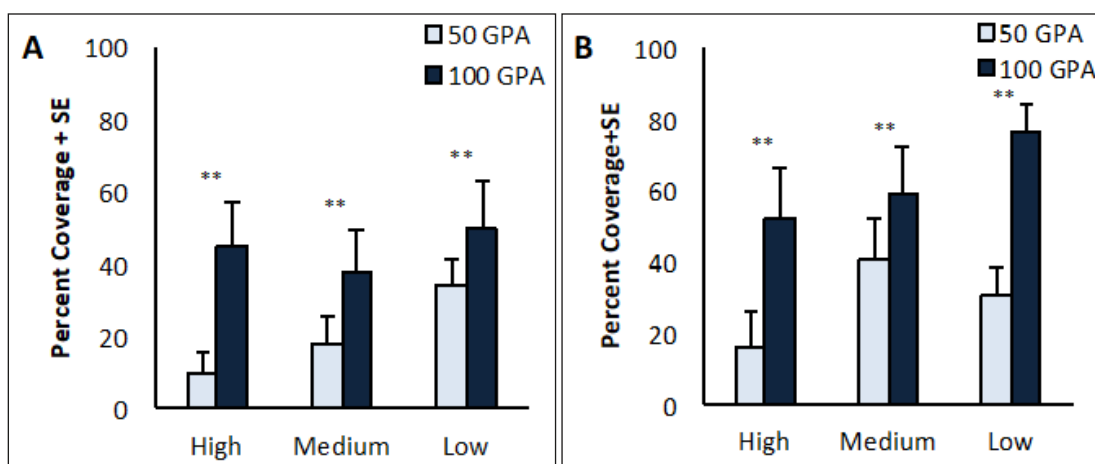 A
50 GPA
100 GPA
Percent Coverage + SE
100
80
60
40
20
0
**
**
**
High
Medium
Low
B
50 GPA
100 GPA
Percent Coverage+SE
100
80
60
40
20
0
**
**
**
High
Medium
Low